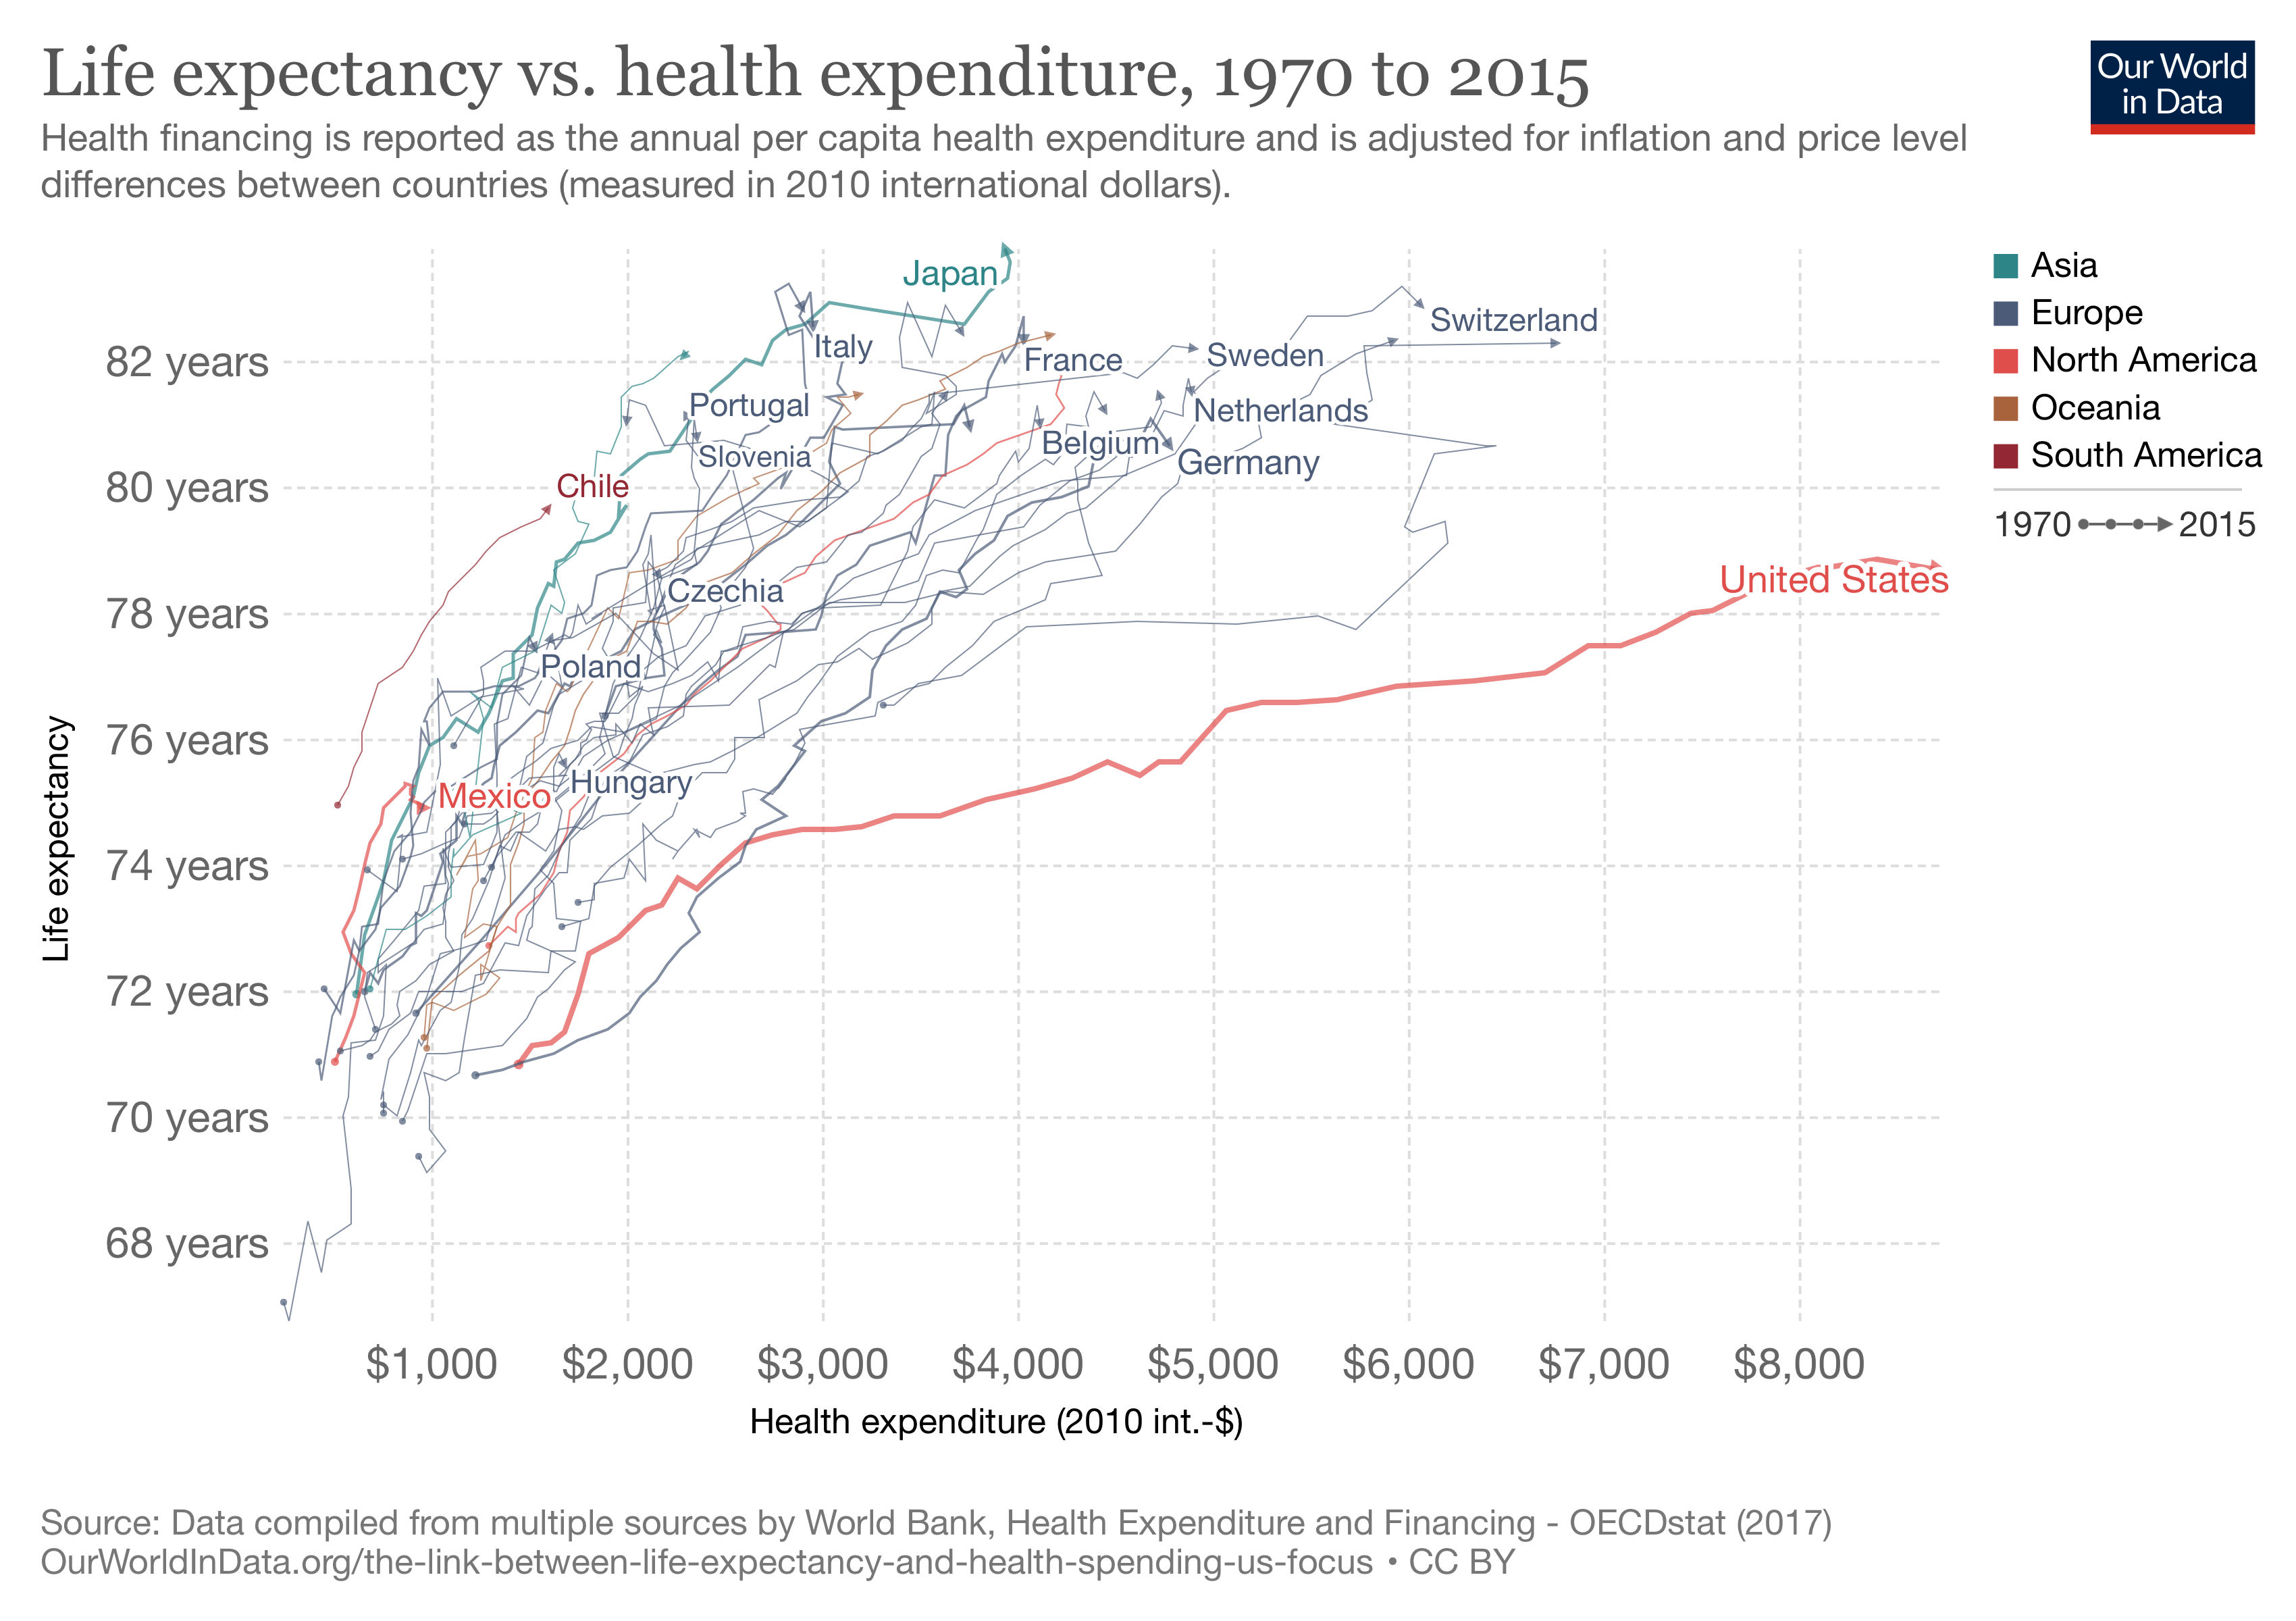 Life expectancy vs. health expenditure, 1970 to 2015
Health financing is reported as the annual per capita health expenditure and is adjusted for inflation and price level
differences between countries (measured in 2010 international dollars).
Our World
in Data
Japan
Switzerland
Italy
Sweden
France
Portugal
Netherlands
Belgium
Slovenia
Germany
Chile
Czechia
United States
Poland
Hungary
Mexico
82 years
80 years
78 years
76 years
74 years
72 years
70 years
68 years
Life expectancy
$1,000
$2,000
$3,000
$4,000
$5,000
$6,000
$7,000
$8,000
Health expenditure (2010 int.-$)
Asia
Europe
North America
Oceania
South America
1970 2015
Source: Data compiled from multiple sources by World Bank, Health Expenditure and Financing - OECDstat (2017)
OurWorldInData.org/the-link-between-life-expectancy-and-health-spending-us-focus • CC BY